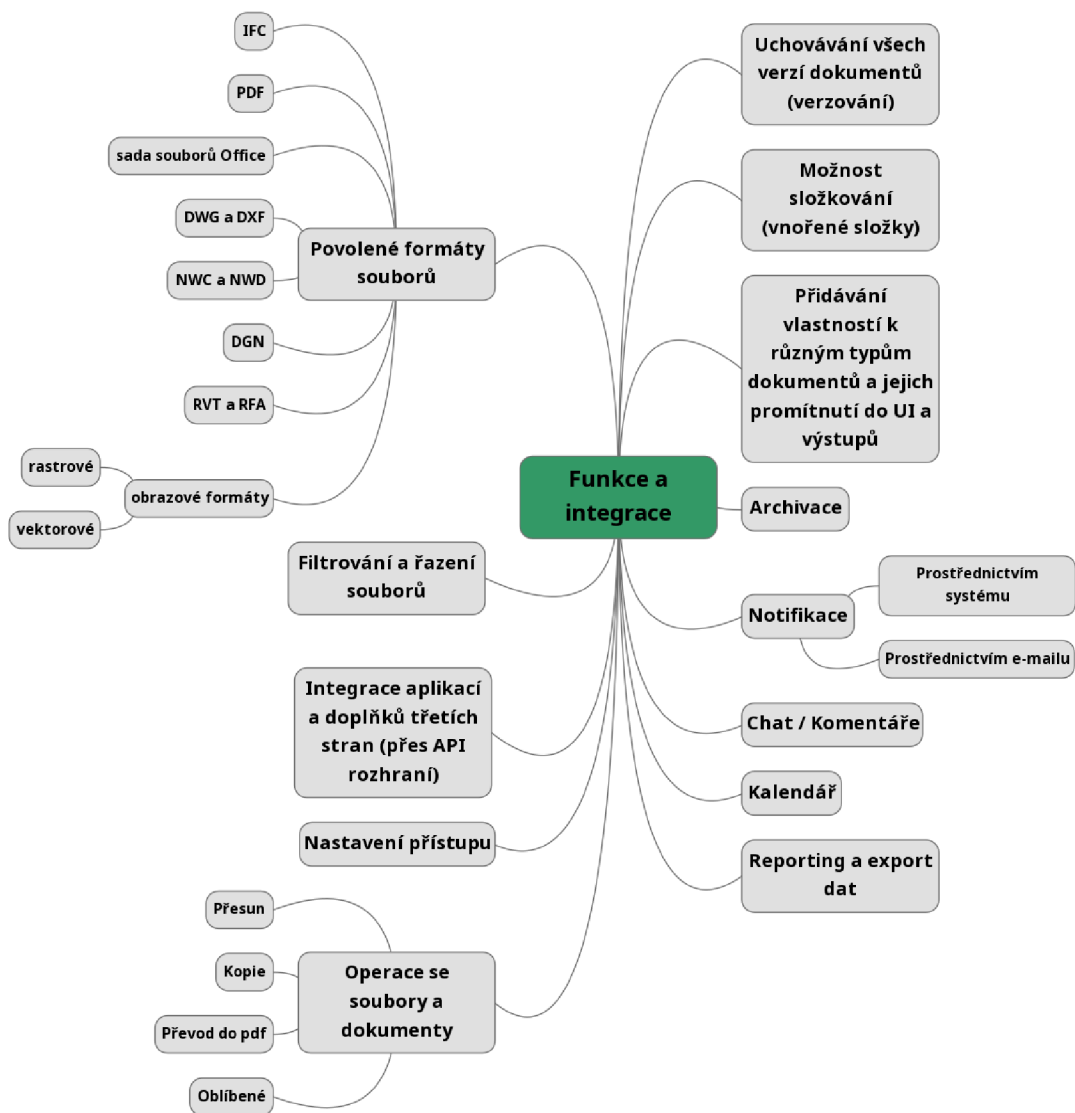 Funkce a
integrace
Povolené formáty
souborů
IFC
PDF
sada souborů Office
DWG a DXF
NWC a NWD
DGN
RVT a RFA
obrazové formáty
rastrové
vektorové
Filtrování a řazení
souborů
Integrace aplikací
a doplňků třetích
stran (přes API
rozhraní)
Nastavení přístupu
Operace se
soubory a
dokumenty
Přesun
Kopie
Převod do pdf
Oblíbené
Uchovávání všech
verzí dokumentů
(verzování)
Možnost
složkování
(vnořené složky)
Přidávání
vlastností k
různým typům
dokumentů a jejich
promítnutí do UI a
výstupů
Archivace
Notifikace
Prostřednictvím
systému
Prostřednictvím e-mailu
Chat / Komentáře
Kalendář
Reporting a export
dat